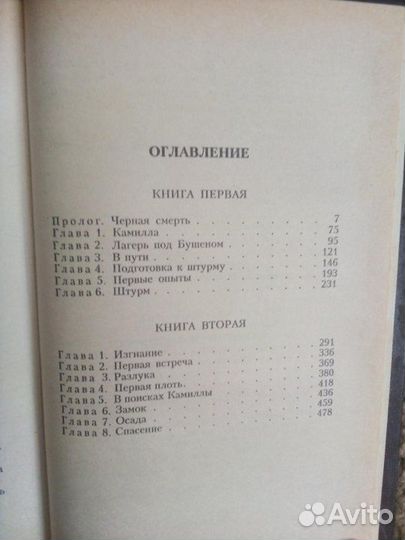 ОГЛАВЛЕНИЕ
КНИГА ПЕРВАЯ
Пролог. Черная смерть . . . . . . . . . 7
Глава 1. Камилла . . . . . . . . . 75
Глава 2. Лагерь под Бушеном . . . . . . . . . 95
Глава 3. В пути . . . . . . . . . 121
Глава 4. Подготовка к штурму . . . . . . . . . 146
Глава 5. Первые опыты . . . . . . . . . 193
Глава 6. Штурм . . . . . . . . . 231
КНИГА ВТОРАЯ
Глава 1. Изгнание . . . . . . . . . 291
Глава 2. Первая встреча . . . . . . . . . 336
Глава 3. Разлука . . . . . . . . . 369
Глава 4. Первая плоть . . . . . . . . . 380
Глава 5. В поисках Камиллы . . . . . . . . . 418
Глава 6. Замок . . . . . . . . . 436
Глава 7. Осада . . . . . . . . . 459
Глава 8. Спасение . . . . . . . . . 478
Avito